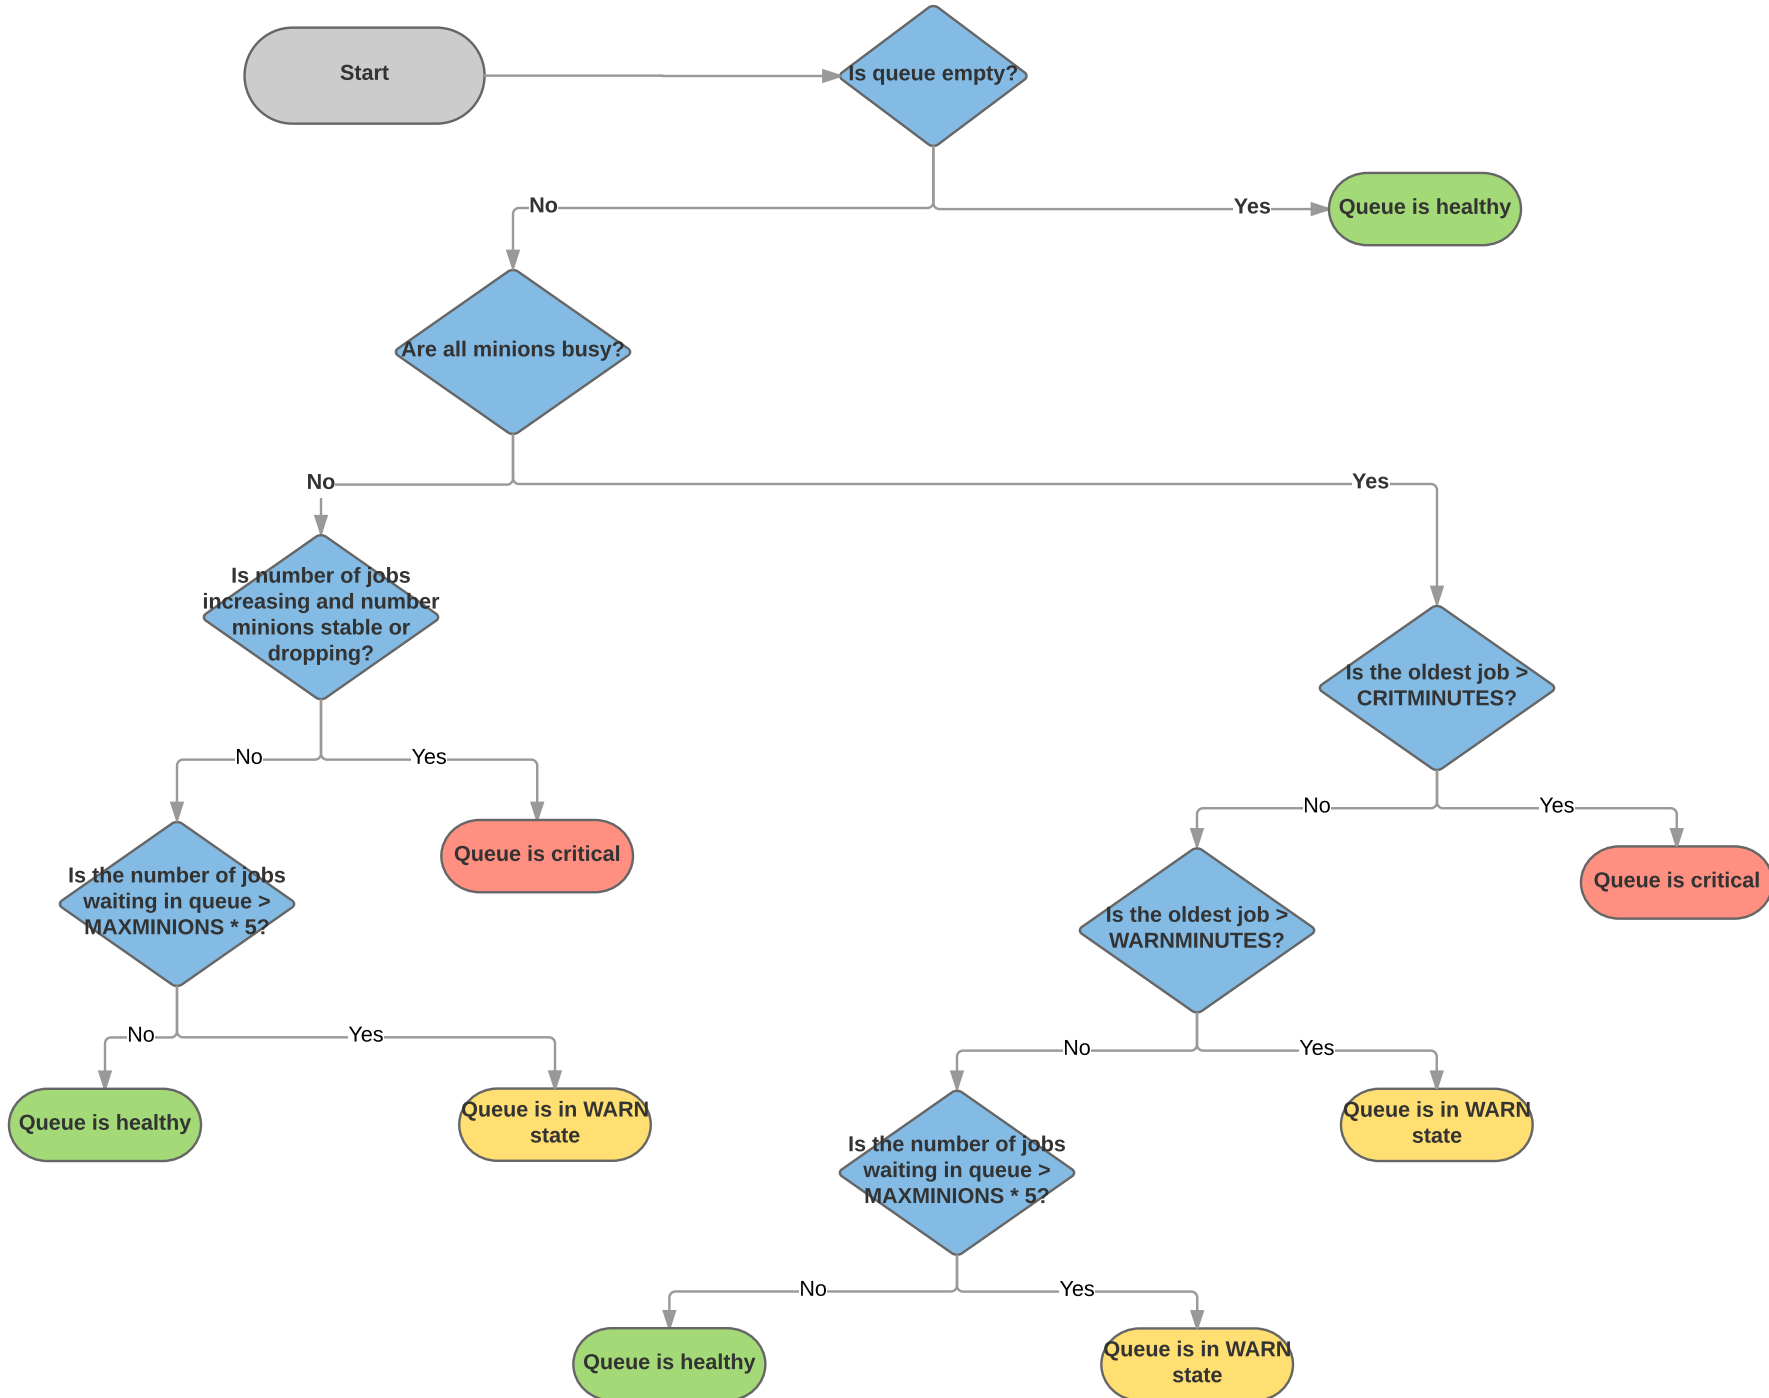 Start
Is queue empty?
No
Yes
Queue is healthy
Are all minions busy?
No
Yes
Is number of jobs
increasing and number
minions stable or
dropping?
Is the oldest job >
CRITMINUTES?
No
Yes
No
Yes
Is the number of jobs
waiting in queue >
MAXMINIONS * 5?
Queue is critical
Is the oldest job >
WARNMINUTES?
Queue is critical
No
Yes
No
Yes
Queue is healthy
Queue is in WARN
state
Is the number of jobs
waiting in queue >
MAXMINIONS * 5?
Queue is in WARN
state
No
Yes
Queue is healthy
Queue is in WARN
state